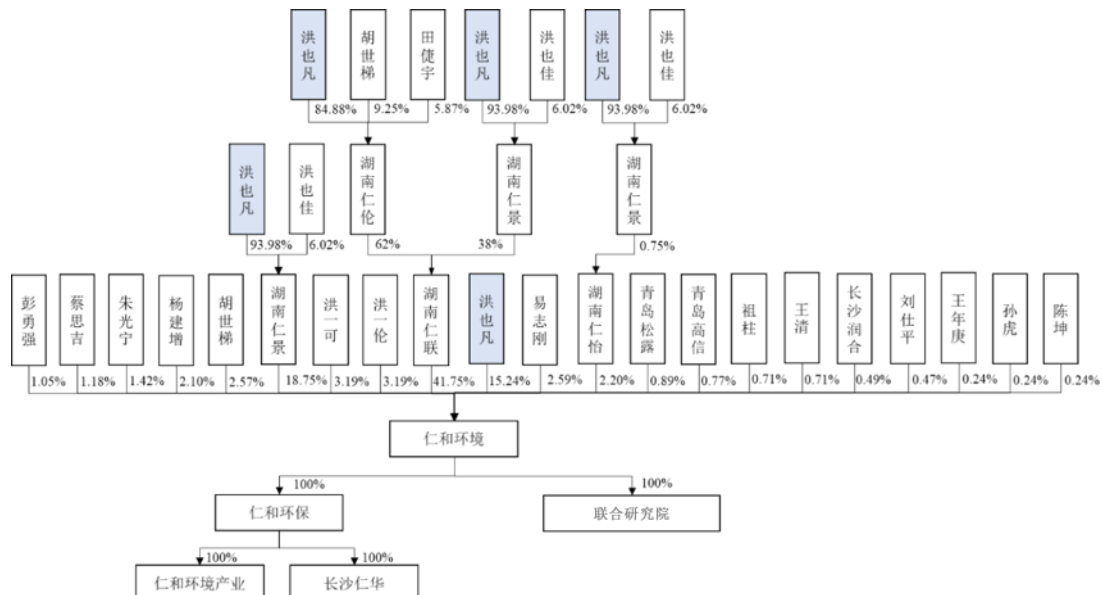 洪也凡
胡世梯
田倢宇
洪也凡
洪也佳
洪也凡
洪也佳
84.88%
9.25%
5.87%
93.98%
6.02%
93.98%
6.02%
洪也凡
洪也佳
湖南仁伦
湖南仁景
湖南仁景
93.98%
6.02%
62%
38%
0.75%
彭勇强
蔡思吉
朱光宁
杨建增
胡世梯
湖南仁景
洪一可
洪一伦
湖南仁联
洪也凡
易志刚
湖南仁怡
青岛松露
青岛高信
祖柱
王清
长沙润合
刘仕平
王年庚
孙虎
陈坤
1.05%
1.18%
1.42%
2.10%
2.57%
18.75%
3.19%
3.19%
41.75%
15.24%
2.59%
2.20%
0.89%
0.77%
0.71%
0.71%
0.49%
0.47%
0.24%
0.24%
0.24%
仁和环境
100%
100%
仁和环保
联合研究院
100%
100%
仁和环境产业
长沙仁华